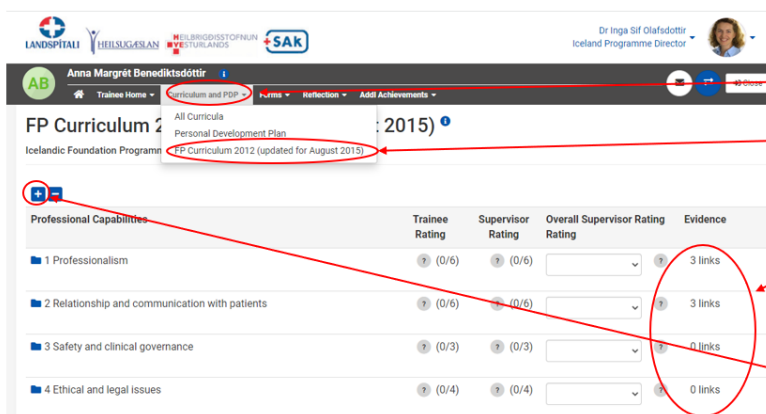 LANDSPÍTALI HEILSUGÆSLAN HEILBRIGÐISSTOFNUN VESTURLANDS SAk
Dr Inga Sif Olafsdottir
Iceland Programme Director
AB Anna Margrét Benediktsdóttir
Trainee Home Curriculum and PDP Forms Reflection Addl Achievements Close
All Curricula
Personal Development Plan
FP Curriculum 2012 (updated for August 2015)
FP Curriculum 2 : 2015)
Icelandic Foundation Programm
Professional Capabilities Trainee Rating Supervisor Rating Overall Supervisor Rating Rating Evidence
1 Professionalism ? (0/6) ? (0/6) ? 3 links
2 Relationship and communication with patients ? (0/6) ? (0/6) ? 3 links
3 Safety and clinical governance ? (0/3) ? (0/3) ? 0 links
4 Ethical and legal issues ? (0/4) ? (0/4) ? 0 links